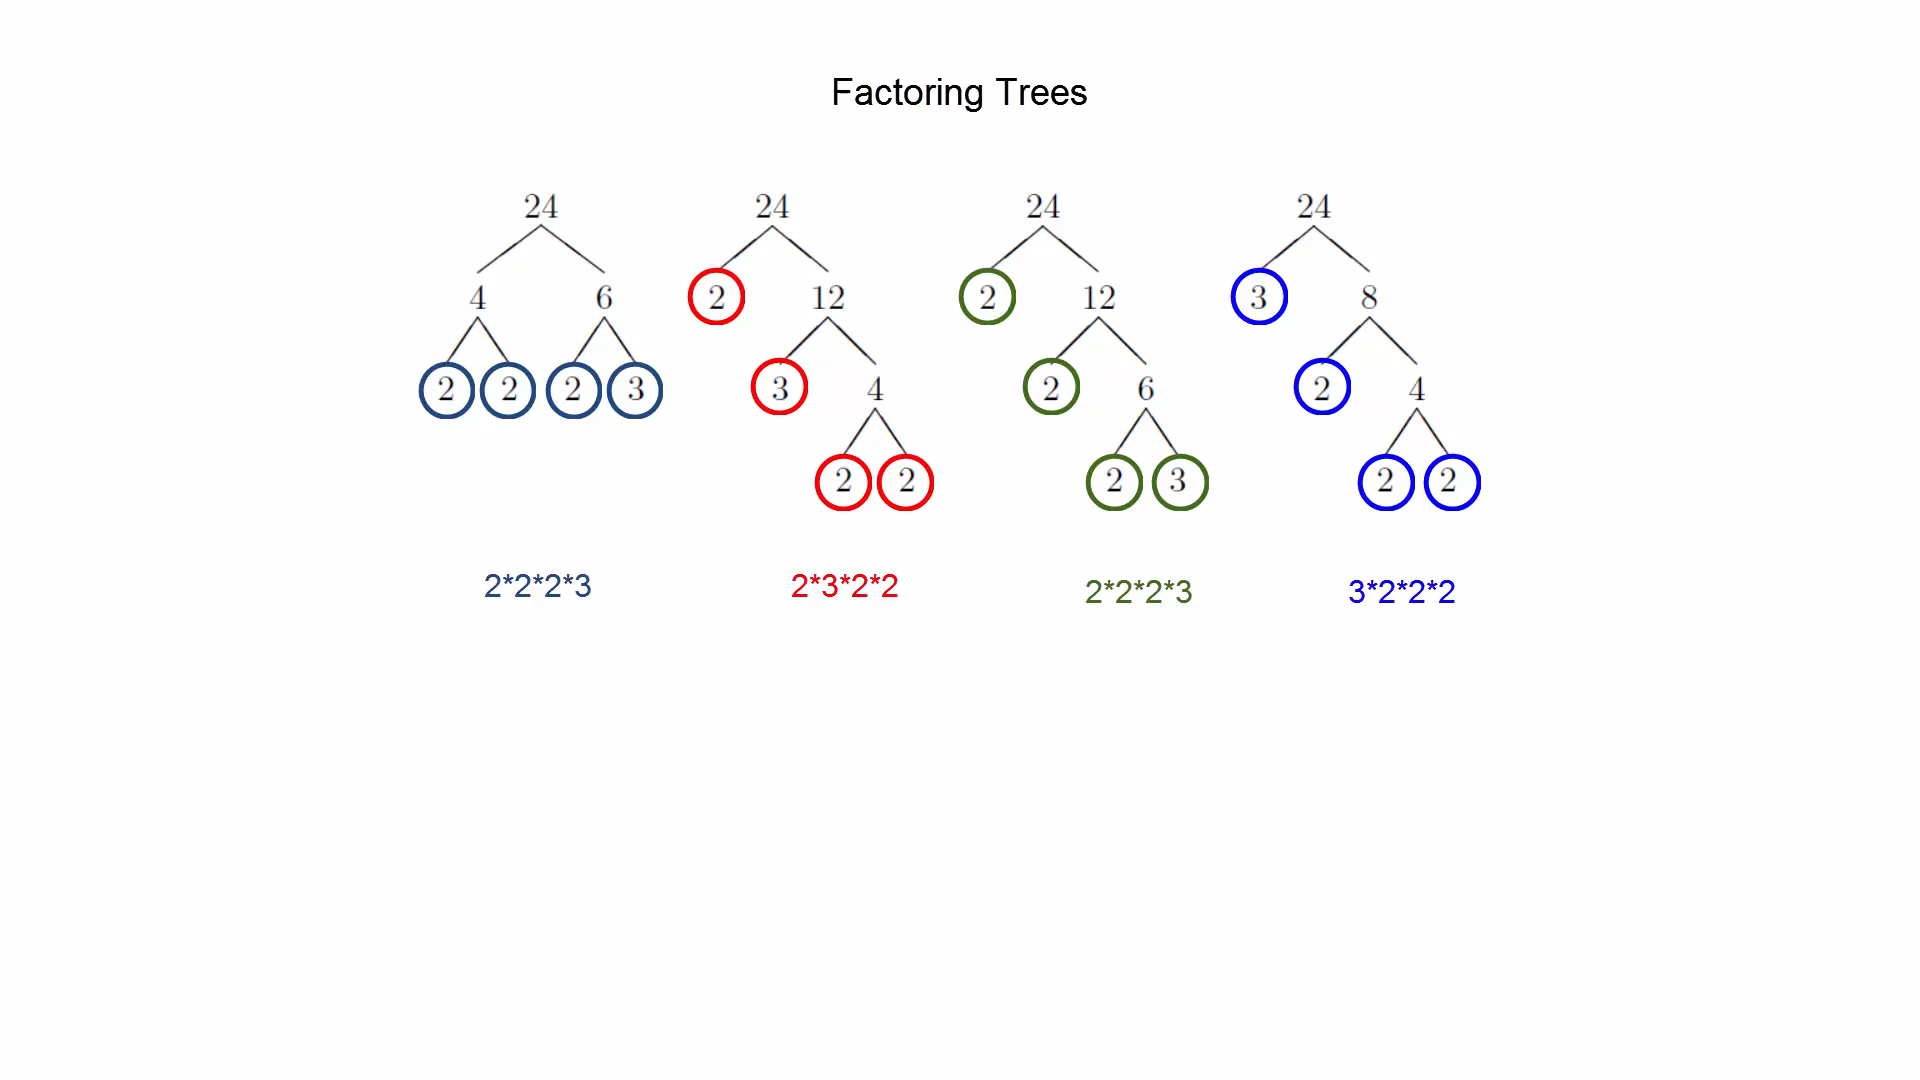 Factoring Trees
24 24 24 24
4 6 2 12 2 12 3 8
2 2 2 3 3 4 2 6 2 4
2 2 2 3 2 2
2*2*2*3 2*3*2*2 2*2*2*3 3*2*2*2